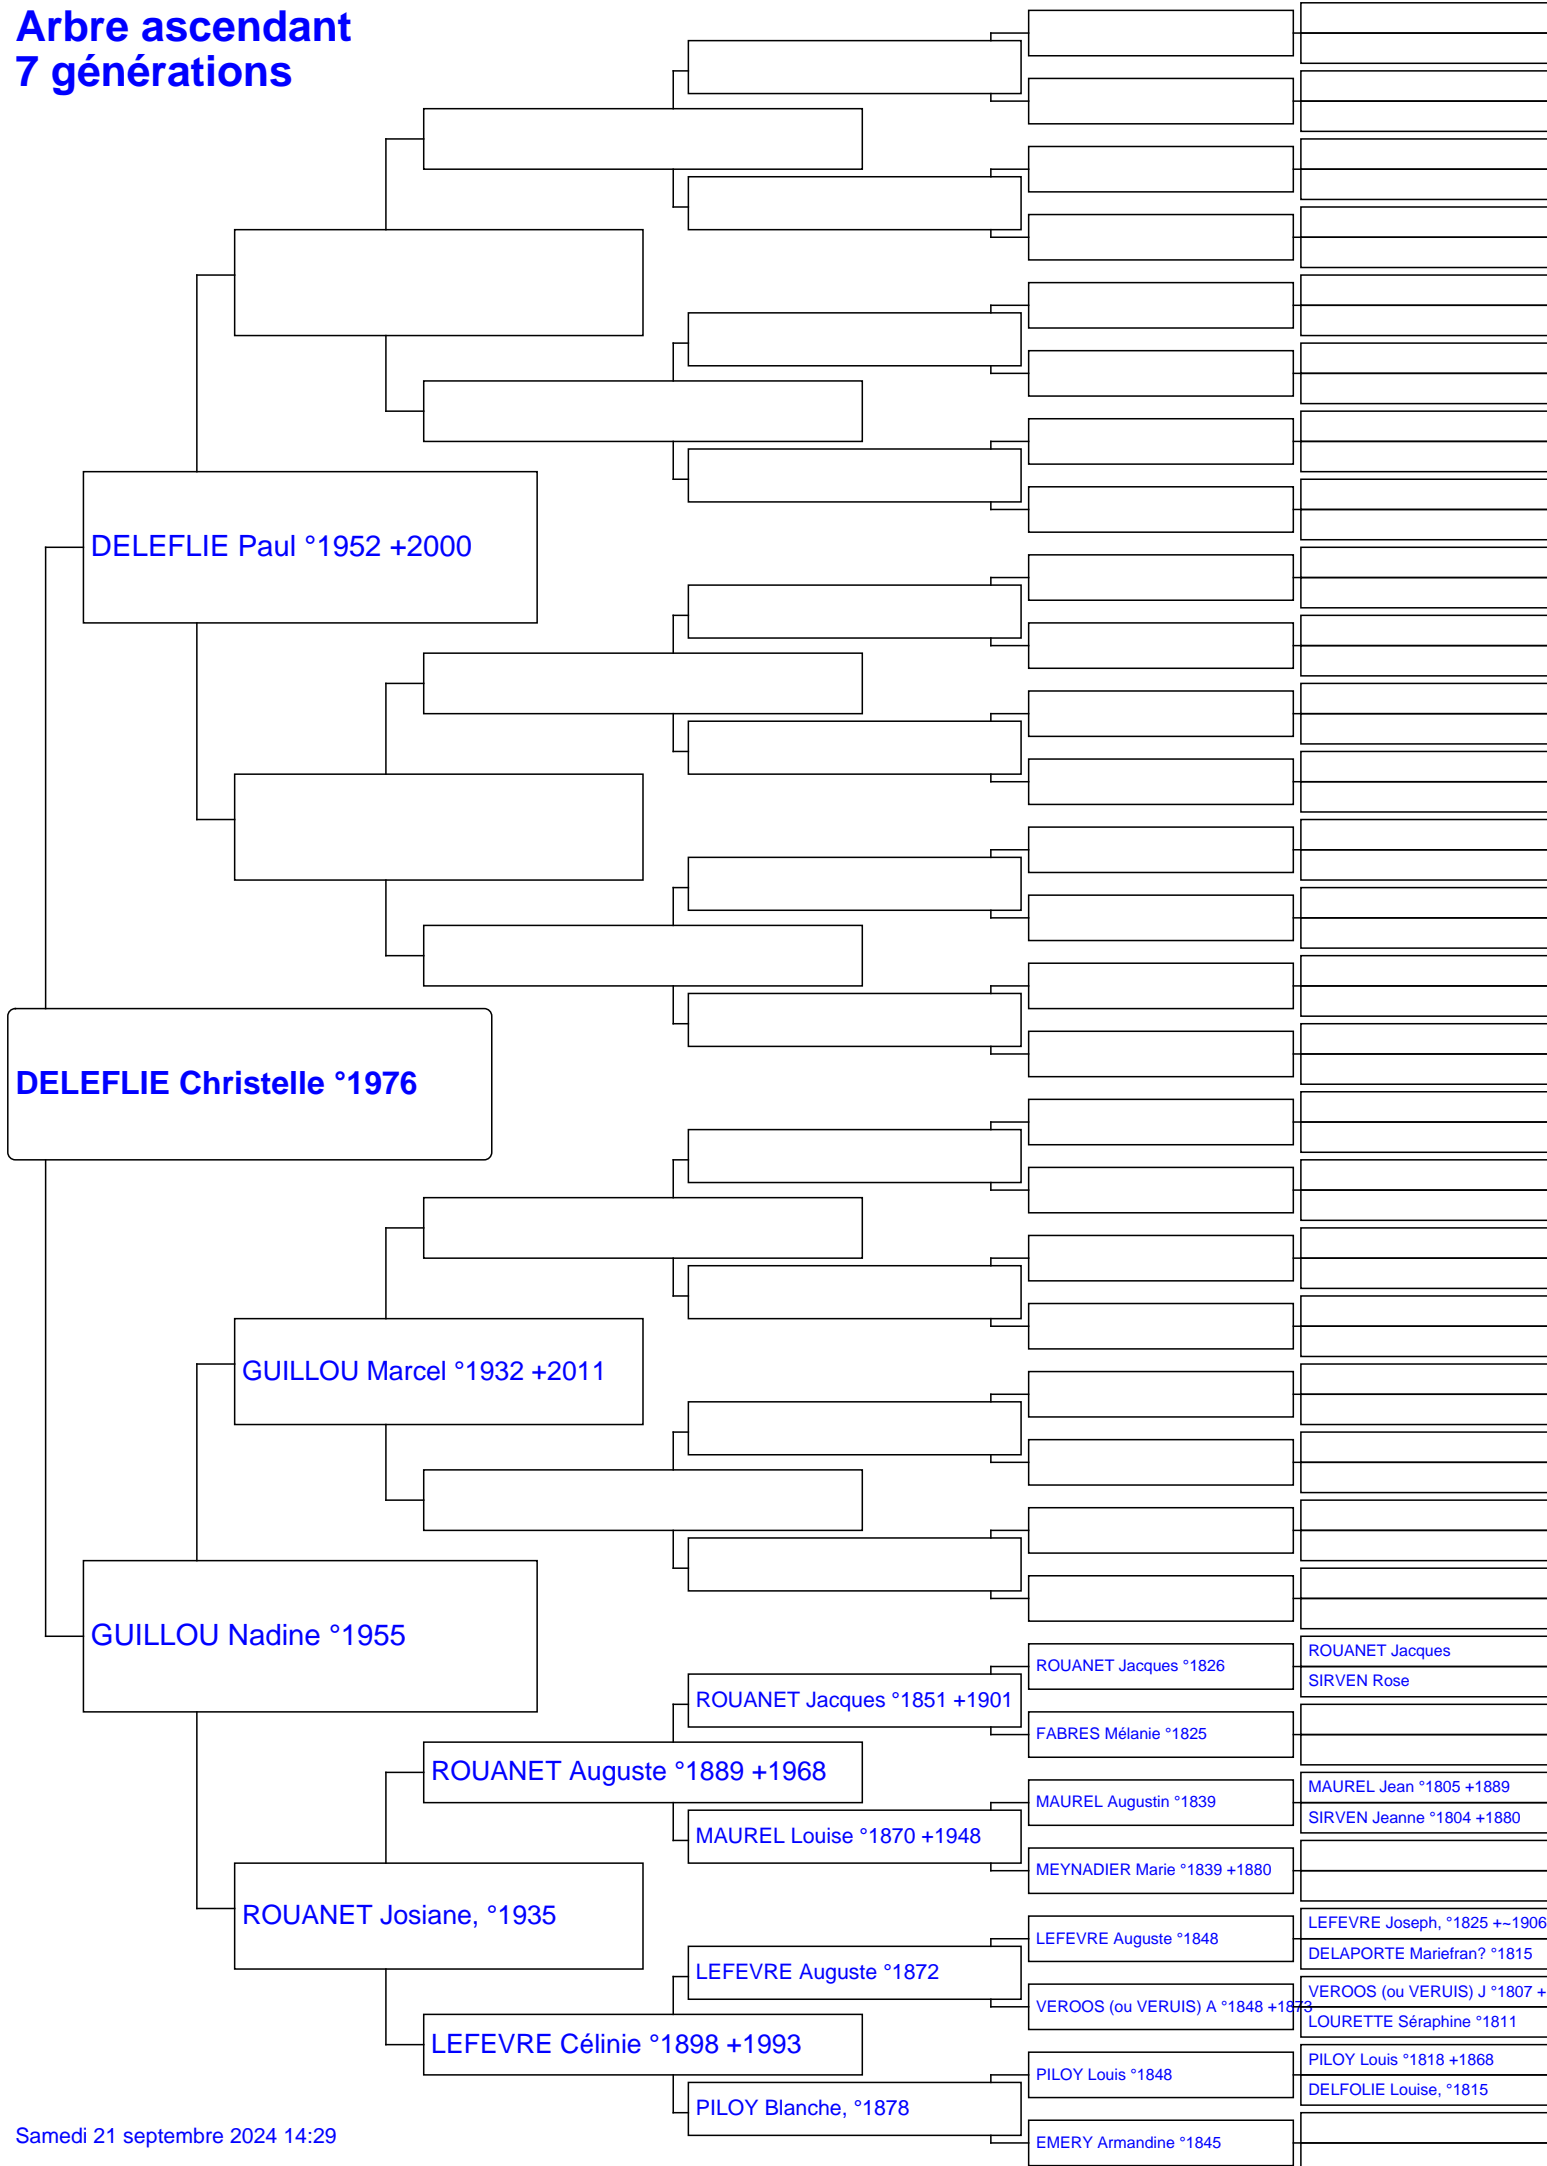 Arbre ascendant
7 générations
DELEFLIE Paul °1952 +2000
DELEFLIE Christelle °1976
GUILLOU Marcel °1932 +2011
GUILLOU Nadine °1955
ROUANET Jacques °1826
ROUANET Jacques
SIRVEN Rose
ROUANET Jacques °1851 +1901
FABRES Mélanie °1825
ROUANET Auguste °1889 +1968
MAUREL Augustin °1839
MAUREL Jean °1805 +1889
SIRVEN Jeanne °1804 +1880
MAUREL Louise °1870 +1948
MEYNADIER Marie °1839 +1880
ROUANET Josiane, °1935
LEFEVRE Auguste °1848
LEFEVRE Joseph, °1825 +~1906
DELAPORTE Mariefran? °1815
LEFEVRE Auguste °1872
VEROOS (ou VERUIS) A °1848 +1873
VEROOS (ou VERUIS) J °1807 +
LOURETTE Séraphine °1811
LEFEVRE Célinie °1898 +1993
PILOY Louis °1848
PILOY Louis °1818 +1868
DELFOLIE Louise, °1815
PILOY Blanche, °1878
EMERY Armandine °1845
Samedi 21 septembre 2024 14:29